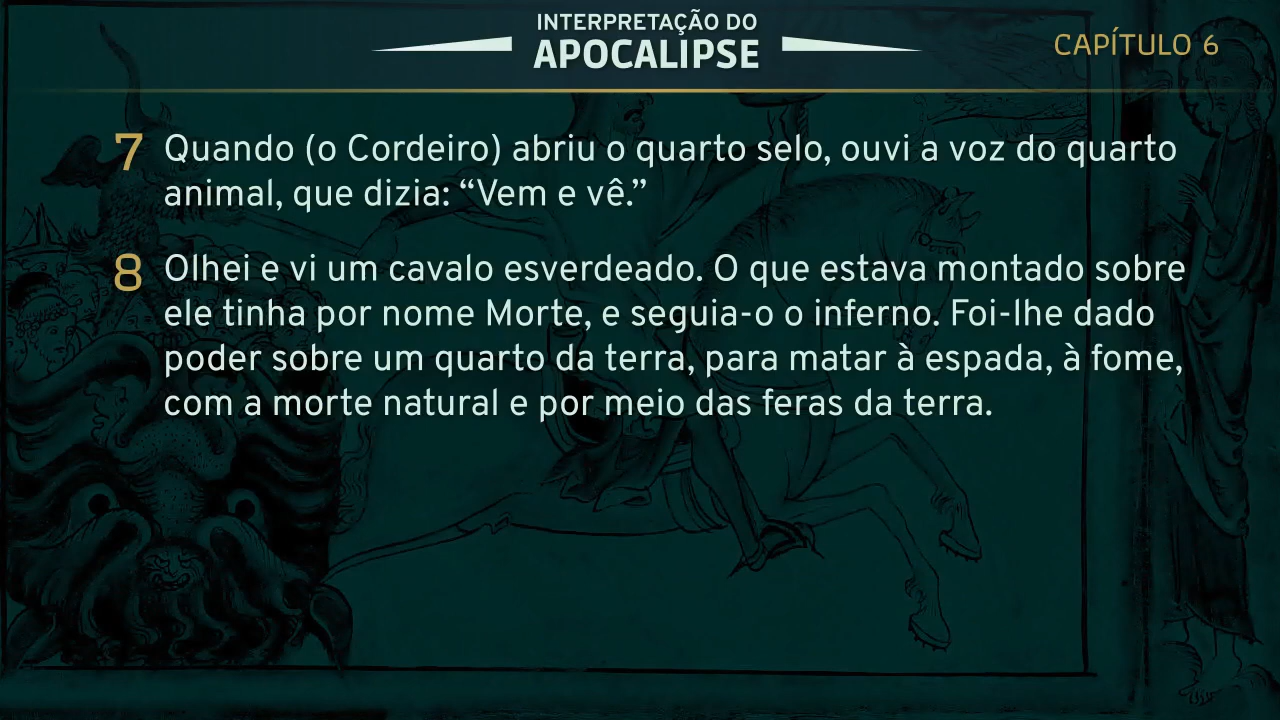 INTERPRETAÇÃO DO
APOCALIPSE
CAPÍTULO 6
7 Quando (o Cordeiro) abriu o quarto selo, ouvi a voz do quarto
animal, que dizia: “Vem e vê.”
8 Olhei e vi um cavalo esverdeado. O que estava montado sobre
ele tinha por nome Morte, e seguia-o o inferno. Foi-lhe dado
poder sobre um quarto da terra, para matar à espada, à fome,
com a morte natural e por meio das feras da terra.